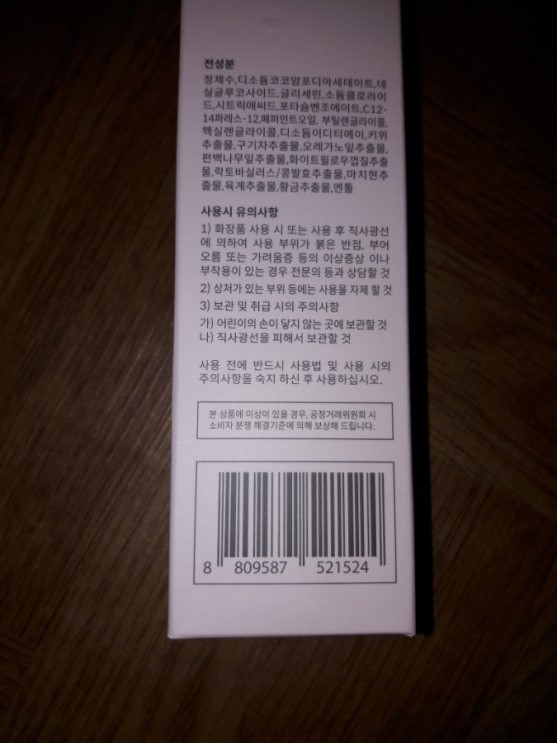 전성분
정제수,디소듐코코암포디아세테이트,데
실글루코사이드,글리세린,소듐클로라이
드,시트릭애씨드,포타슘벤조에이트,C12-
14파레스-12,페퍼민트오일, 부틸렌글라이콜,
헥실렌글라이콜,디소듐이디티에이,키위
추출물,구기자추출물,오레가노잎추출물,
편백나무잎추출물,화이트윌로우껍질추출
물,락토바실러스/콩발효추출물,마치현추
출물,육계추출물,황금추출물,멘톨
사용시 유의사항
1) 화장품 사용 시 또는 사용 후 직사광선
에 의하여 사용 부위가 붉은 반점, 부어
오름 또는 가려움증 등의 이상증상 이나
부작용이 있는 경우 전문의 등과 상담할 것
2) 상처가 있는 부위 등에는 사용을 자제 할 것
3) 보관 및 취급 시의 주의사항
가) 어린이의 손이 닿지 않는 곳에 보관할 것
나) 직사광선을 피해서 보관할 것
사용 전에 반드시 사용법 및 사용 시의
주의사항을 숙지 하신 후 사용하십시오.
본 상품에 이상이 있을 경우, 공정거래위원회 시
소비자 분쟁 해결기준에 의해 보상해 드립니다.
8 809587 521524